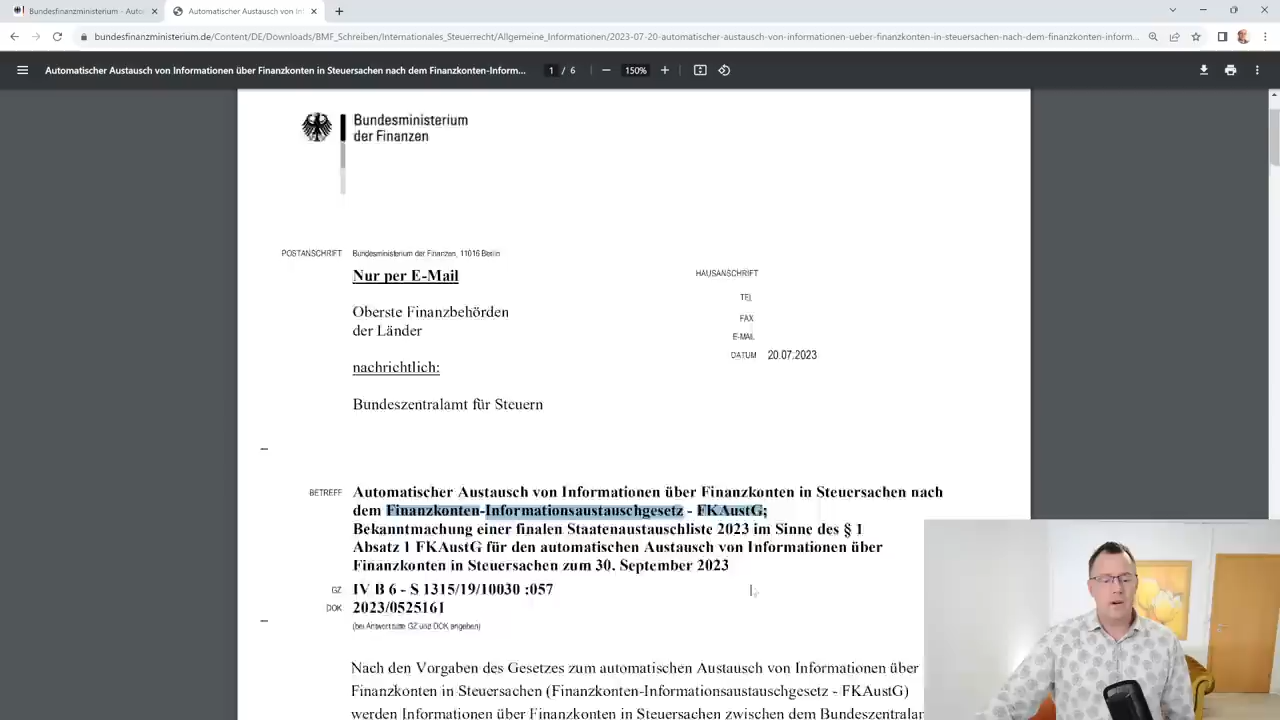 Bundesfinanzministerium - Auto
Automatischer Austausch von Inf
bundesfinanzministerium.de/Content/DE/Downloads/BMF_Schreiben/Internationales_Steuerrecht/Allgemeine_Informationen/2023-07-20-automatischer-austausch-von-informationen-ueber-finanzkonten-in-steuersachen-nach-dem-finanzkonten-inform...
Automatischer Austausch von Informationen über Finanzkonten in Steuersachen nach dem Finanzkonten-Inform...
1 / 6
150%
Bundesministerium
der Finanzen
POSTANSCHRIFT Bundesministerium der Finanzen, 11016 Berlin
Nur per E-Mail
Oberste Finanzbehörden
der Länder
nachrichtlich:
Bundeszentralamt für Steuern
HAUSANSCHRIFT
TEL
FAX
E-MAIL
DATUM 20.07.2023
BETREFF Automatischer Austausch von Informationen über Finanzkonten in Steuersachen nach
dem Finanzkonten-Informationsaustauschgesetz - FKAustG;
Bekanntmachung einer finalen Staatenaustauschliste 2023 im Sinne des § 1
Absatz 1 FKAustG für den automatischen Austausch von Informationen über
Finanzkonten in Steuersachen zum 30. September 2023
GZ IV B 6 - S 1315/19/10030 :057
DOK 2023/0525161
(bei Antwort bitte GZ und DOK angeben)
Nach den Vorgaben des Gesetzes zum automatischen Austausch von Informationen über
Finanzkonten in Steuersachen (Finanzkonten-Informationsaustauschgesetz - FKAustG)
werden Informationen über Finanzkonten in Steuersachen zwischen dem Bundeszentralam